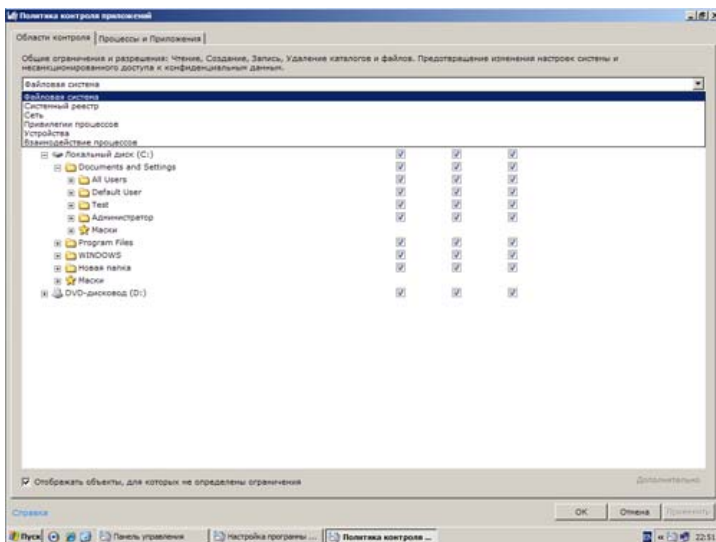 Политика контроля приложений
Области контроля Процессы и Приложения
Общие ограничения и разрешения: Чтение, Создание, Запись, Удаление каталогов и файлов. Предотвращение изменения настроек системы и
несанкционированного доступа к конфиденциальным данным.
Файловая система
Файловая система
Системный реестр
Сеть
Привилегии процессов
Устройства
Взаимодействие процессов
Локальный диск (C:)
Documents and Settings
All Users
Default User
Test
Администратор
Маски
Program Files
WINDOWS
Новая папка
Маски
DVD-дисковод (D:)
Отображать объекты, для которых не определены ограничения
Дополнительно
Справка
OK Отмена Применить
Пуск Панель управления Настройка программы ... Политика контроля ... 22:51